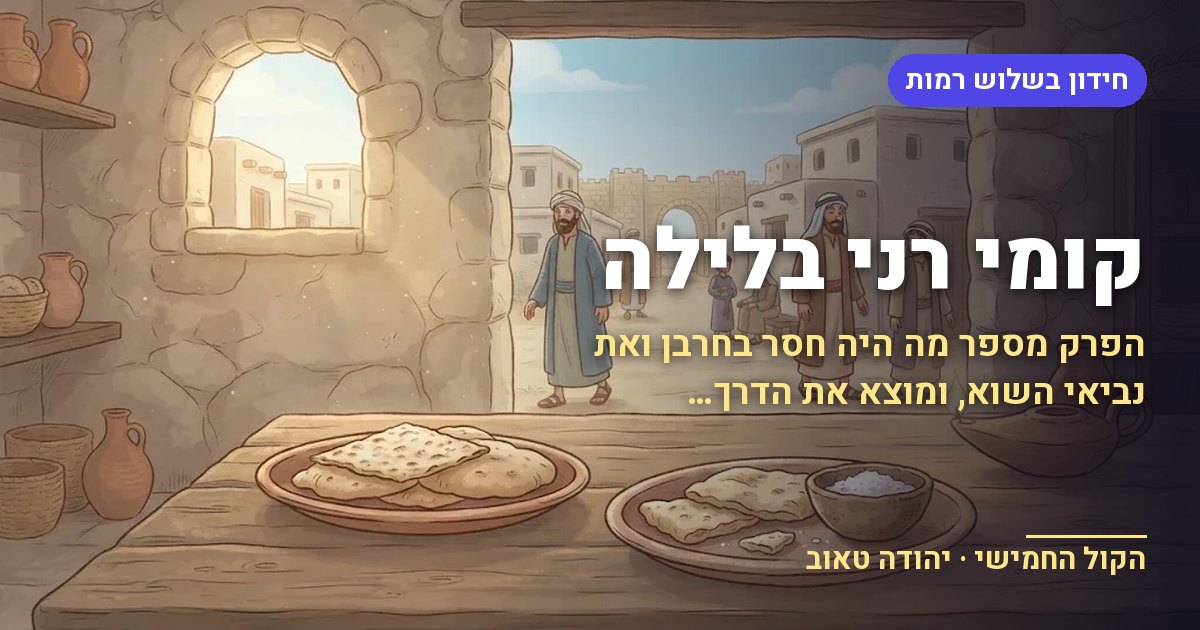 חידון בשלוש רמות
קומי רני בלילה
הפרק מספר מה היה חסר בחרבן ואת
נביאי השוא, ומוצא את הדרך...
הקול החמישי · יהודה טאוב